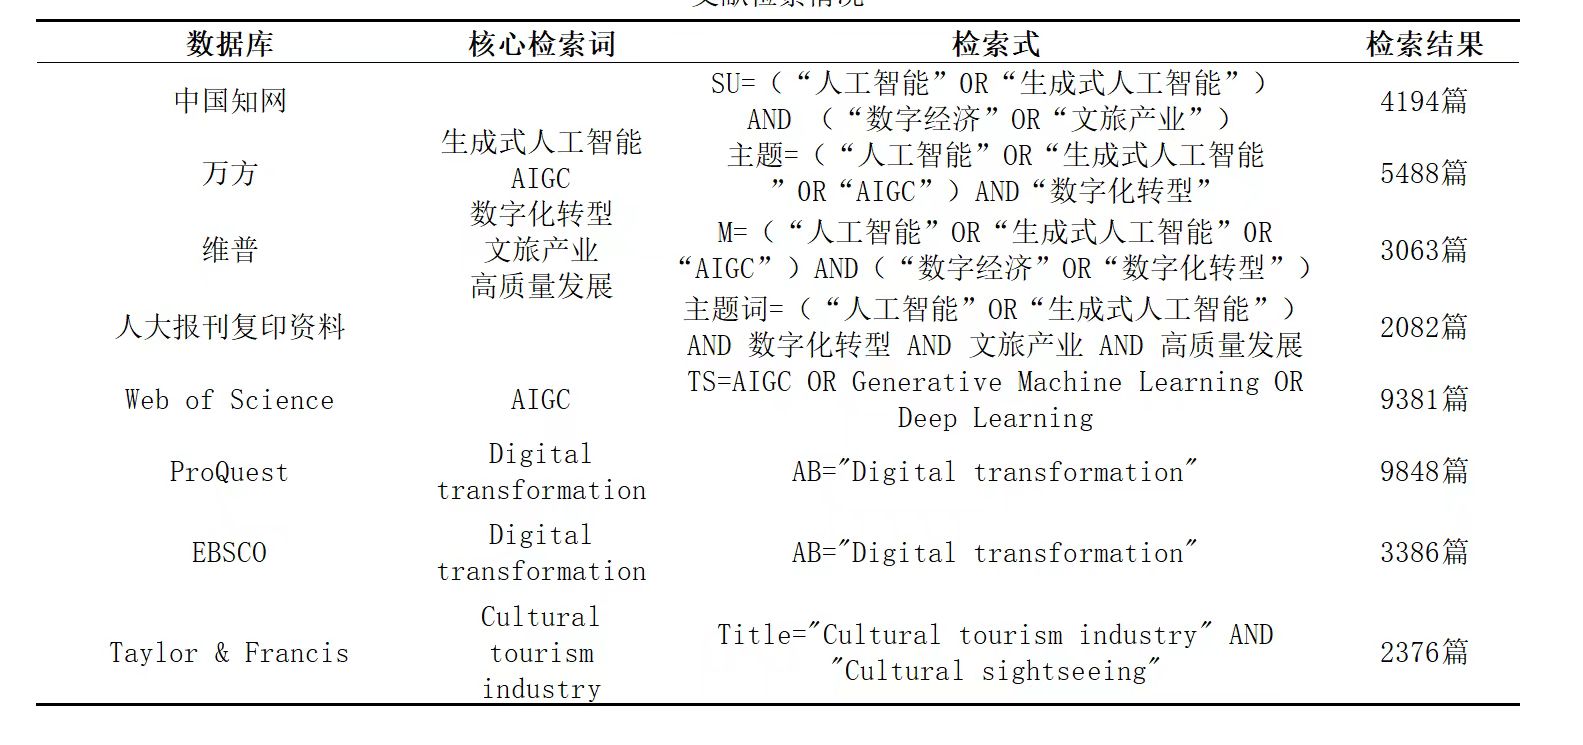 文献检索情况
数据库 核心检索词 检索式 检索结果
中国知网
SU=（“人工智能”OR“生成式人工智能”）
AND （“数字经济”OR“文旅产业”）
4194篇
生成式人工智能
AIGC
数字化转型
文旅产业
高质量发展
万方
主题=（“人工智能”OR“生成式人工智能
”OR“AIGC”）AND“数字化转型”
5488篇
维普
M=（“人工智能”OR“生成式人工智能”OR
“AIGC”）AND（“数字经济”OR“数字化转型”）
3063篇
人大报刊复印资料
主题词=（“人工智能”OR“生成式人工智能”）
AND 数字化转型 AND 文旅产业 AND 高质量发展
2082篇
Web of Science
AIGC
TS=AIGC OR Generative Machine Learning OR
Deep Learning
9381篇
ProQuest
Digital
transformation
AB="Digital transformation"
9848篇
EBSCO
Digital
transformation
AB="Digital transformation"
3386篇
Taylor & Francis
Cultural
tourism
industry
Title="Cultural tourism industry" AND
"Cultural sightseeing"
2376篇